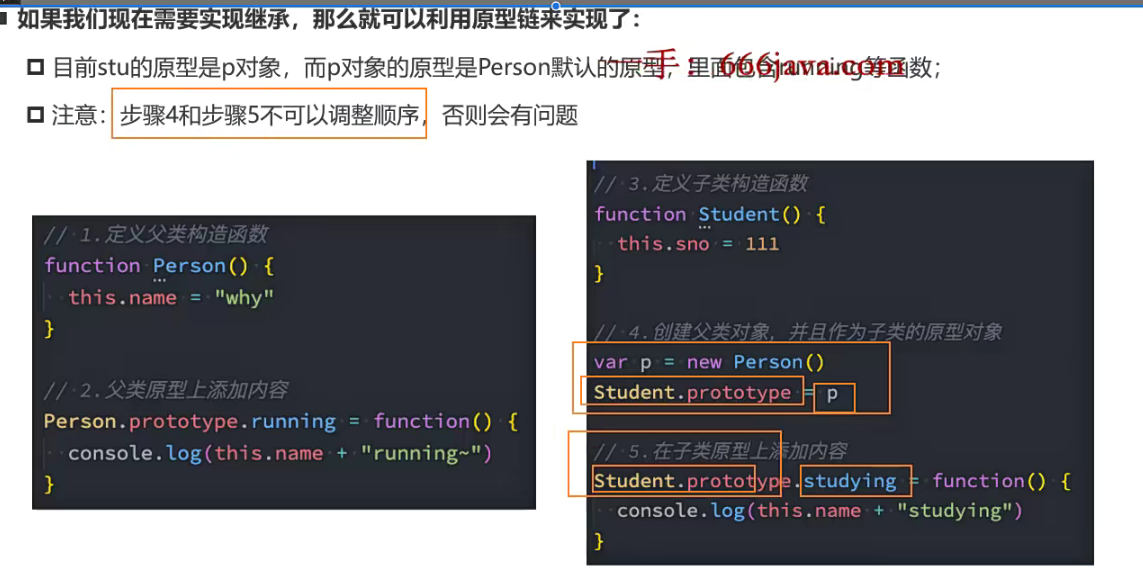 如果我们现在需要实现继承，那么就可以利用原型链来实现了：
目前stu的原型是p对象，而p对象的原型是Person默认的原型，里面包含running等函数；
一手：666java.com
注意：步骤4和步骤5不可以调整顺序，否则会有问题
// 1.定义父类构造函数
function Person() {
this.name = "why"
}
// 2.父类原型上添加内容
Person.prototype.running = function() {
console.log(this.name + "running~")
}
// 3.定义子类构造函数
function Student() {
this.sno = 111
}
// 4.创建父类对象，并且作为子类的原型对象
var p = new Person()
Student.prototype = p
// 5.在子类原型上添加内容
Student.prototype.studying = function() {
console.log(this.name + "studying")
}